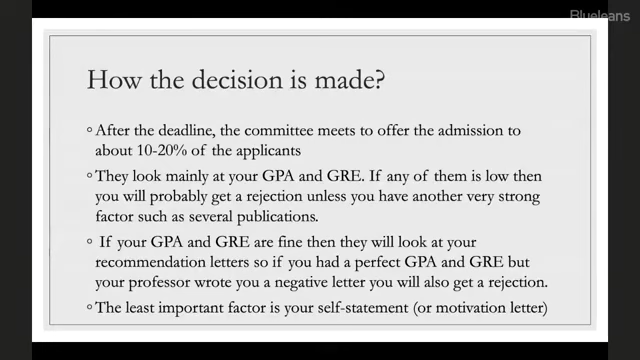 BlueJeans
How the decision is made?
◦After the deadline, the committee meets to offer the admission to
about 10-20% of the applicants
◦They look mainly at your GPA and GRE. If any of them is low then
you will probably get a rejection unless you have another very strong
factor such as several publications.
◦ If your GPA and GRE are fine then they will look at your
recommendation letters so if you had a perfect GPA and GRE but
your professor wrote you a negative letter you will also get a rejection.
◦The least important factor is your self-statement (or motivation letter)